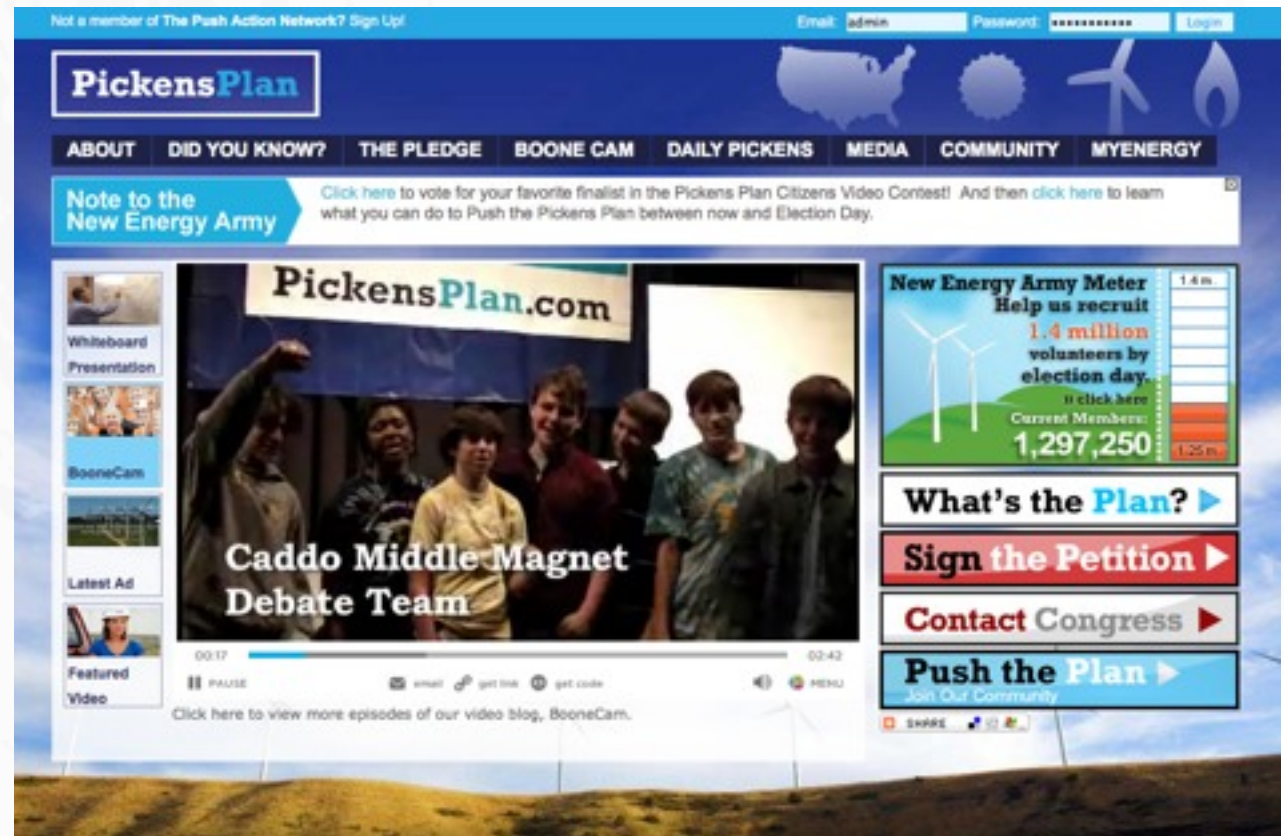 Not a member of The Push Action Network? Sign Up!
Email: admin Password: ••••••••••• Login
PickensPlan
ABOUT DID YOU KNOW? THE PLEDGE BOONE CAM DAILY PICKENS MEDIA COMMUNITY MYENERGY
Note to the
New Energy Army
Click here to vote for your favorite finalist in the Pickens Plan Citizens Video Contest! And then click here to learn
what you can do to Push the Pickens Plan between now and Election Day.
Whiteboard
Presentation
BooneCam
Latest Ad
Featured
Video
PickensPlan.com
Caddo Middle Magnet
Debate Team
00:17 02:42
PAUSE email get link get code MENU
Click here to view more episodes of our video blog, BooneCam.
New Energy Army Meter
Help us recruit
1.4 million
volunteers by
election day.
» click here
Current Members:
1,297,250
1.4 m.
1.25 m.
What's the Plan?
Sign the Petition
Contact Congress
Push the Plan
Join Our Community
SHARE